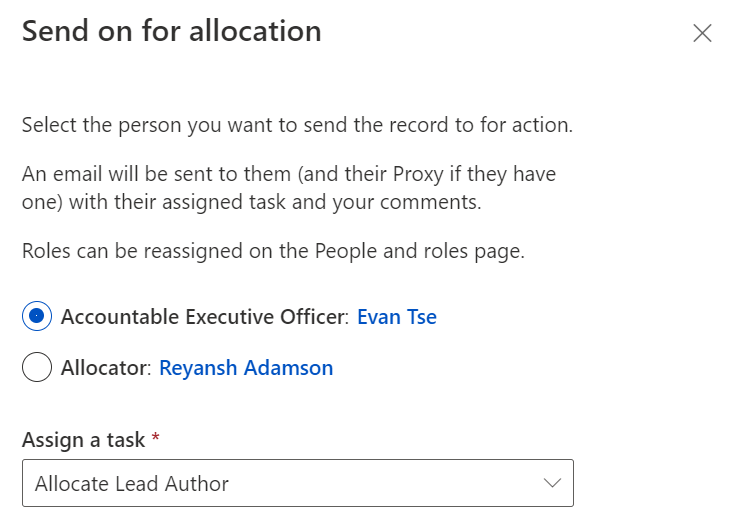 Send on for allocation
Select the person you want to send the record to for action.
An email will be sent to them (and their Proxy if they have
one) with their assigned task and your comments.
Roles can be reassigned on the People and roles page.
Accountable Executive Officer: Evan Tse
Allocator: Reyansh Adamson
Assign a task *
Allocate Lead Author